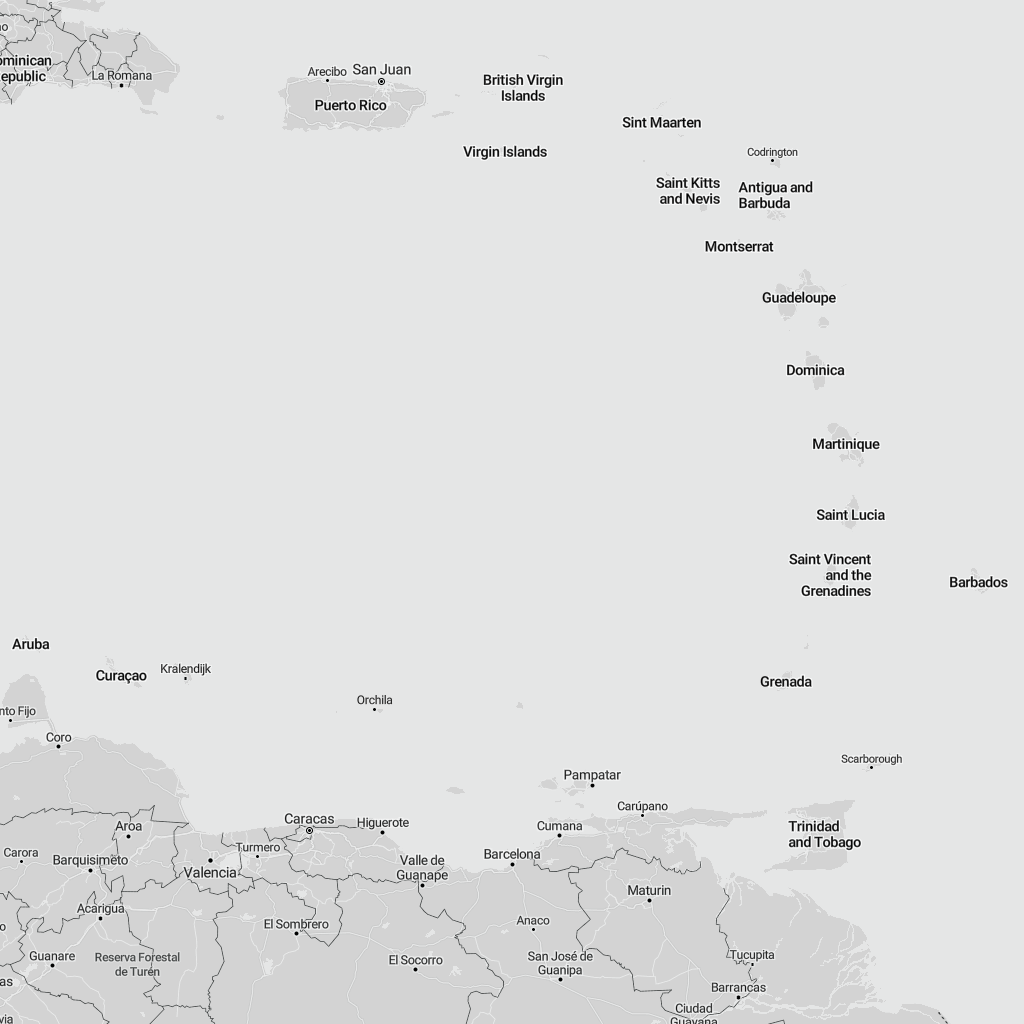 ominican
epublic
La Romana
Arecibo
San Juan
Puerto Rico
British Virgin
Islands
Virgin Islands
Sint Maarten
Codrington
Saint Kitts
and Nevis
Antigua and
Barbuda
Montserrat
Guadeloupe
Dominica
Martinique
Saint Lucia
Saint Vincent
and the
Grenadines
Barbados
Aruba
Curaçao
Kralendijk
Orchila
Grenada
nto Fijo
Coro
Scarborough
Pampatar
Carúpano
Caracas
Higuerote
Cumana
Trinidad
and Tobago
Aroa
Carora
Barquisimeto
Turmero
Valencia
Valle de
Guanape
Barcelona
Maturin
Acarigua
El Sombrero
Anaco
Guanare
Reserva Forestal
de Turén
El Socorro
San José de
Guanipa
Tucupita
Barrancas
Ciudad
Guayana
as
via
o